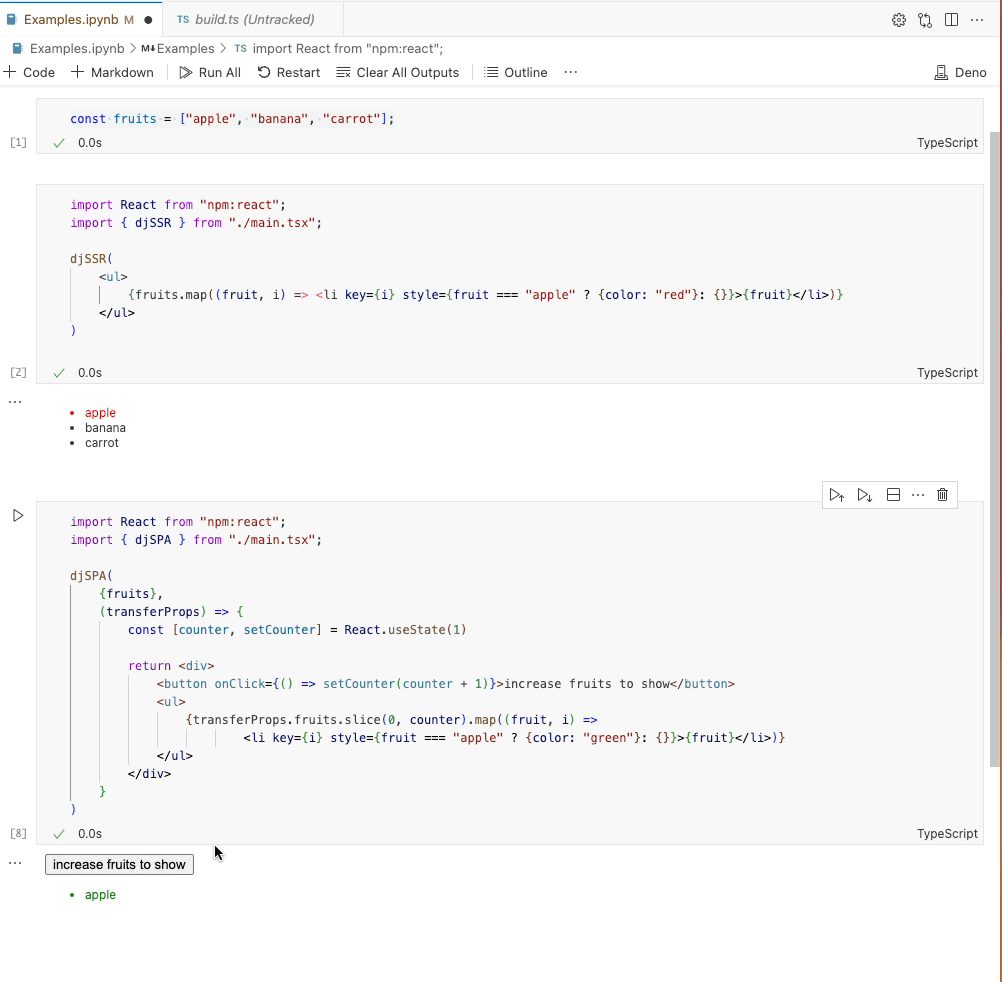 Examples.ipynb M
TS build.ts (Untracked)
Examples.ipynb > M↓Examples > TS import React from "npm:react";
+ Code + Markdown Run All Restart Clear All Outputs Outline ... Deno
const fruits = ["apple", "banana", "carrot"];
[1] ✓ 0.0s TypeScript
import React from "npm:react";
import { djSSR } from "./main.tsx";
djSSR(
<ul>
{fruits.map((fruit, i) => <li key={i} style={fruit === "apple" ? {color: "red"}: {}}>{fruit}</li>)}
</ul>
)
[2] ✓ 0.0s TypeScript
...
• apple
• banana
• carrot
...
import React from "npm:react";
import { djSPA } from "./main.tsx";
djSPA(
{fruits},
(transferProps) => {
const [counter, setCounter] = React.useState(1)
return <div>
<button onClick={() => setCounter(counter + 1)}>increase fruits to show</button>
<ul>
{transferProps.fruits.slice(0, counter).map((fruit, i) =>
<li key={i} style={fruit === "apple" ? {color: "green"}: {}}>{fruit}</li>)}
</ul>
</div>
}
)
[8] ✓ 0.0s TypeScript
... increase fruits to show
• apple